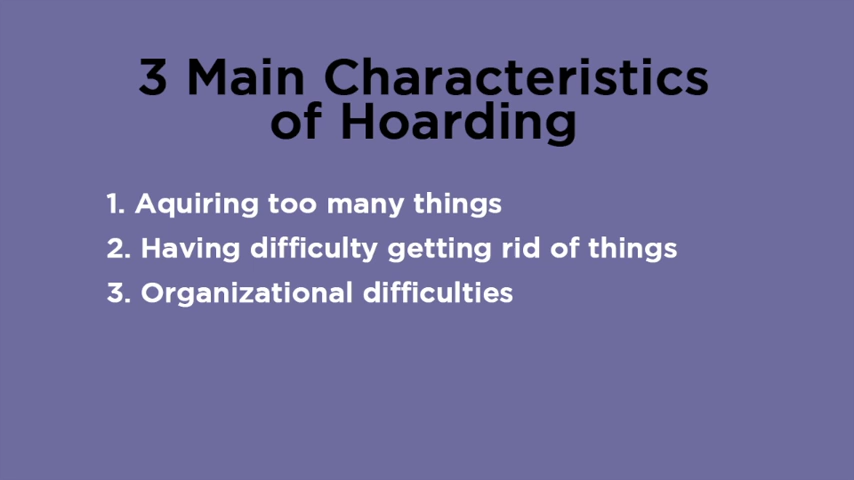 3 Main Characteristics
of Hoarding
1. Aquiring too many things
2. Having difficulty getting rid of things
3. Organizational difficulties